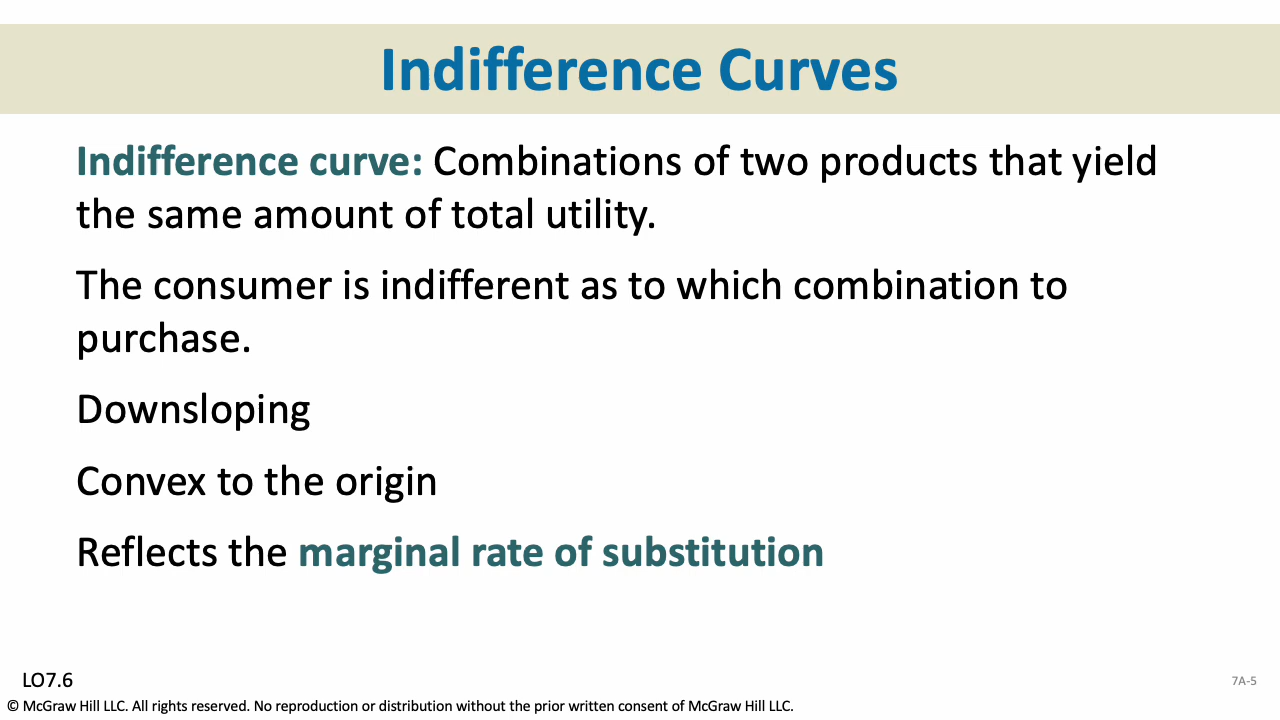 Indifference Curves
Indifference curve: Combinations of two products that yield
the same amount of total utility.
The consumer is indifferent as to which combination to
purchase.
Downsloping
Convex to the origin
Reflects the marginal rate of substitution
LO7.6
7A-5
© McGraw Hill LLC. All rights reserved. No reproduction or distribution without the prior written consent of McGraw Hill LLC.